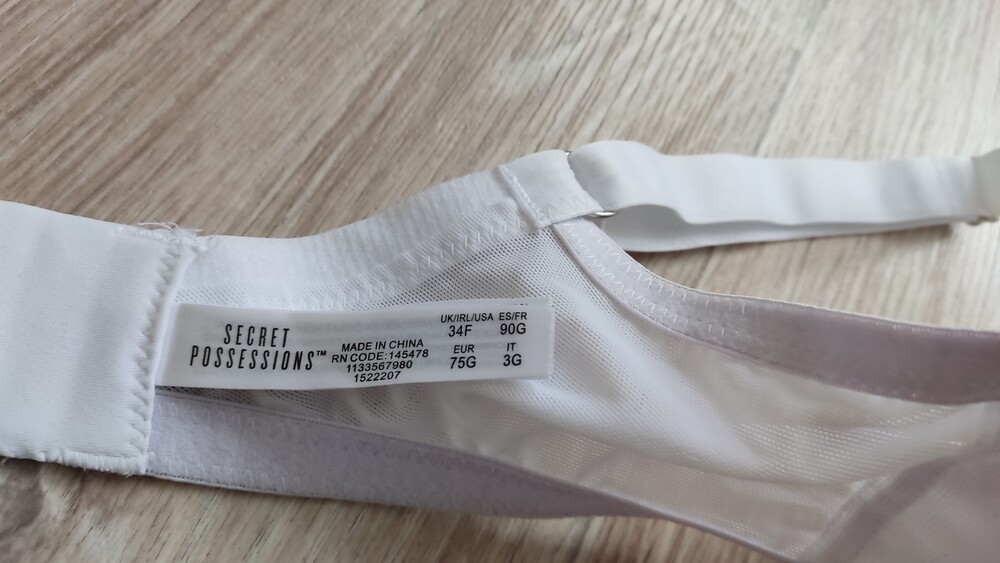 SECRET
POSSESSIONS™
MADE IN CHINA
RN CODE:145478
1133567980
1522207
UK/IRL/USA ES/FR
34F 90G
EUR IT
75G 3G